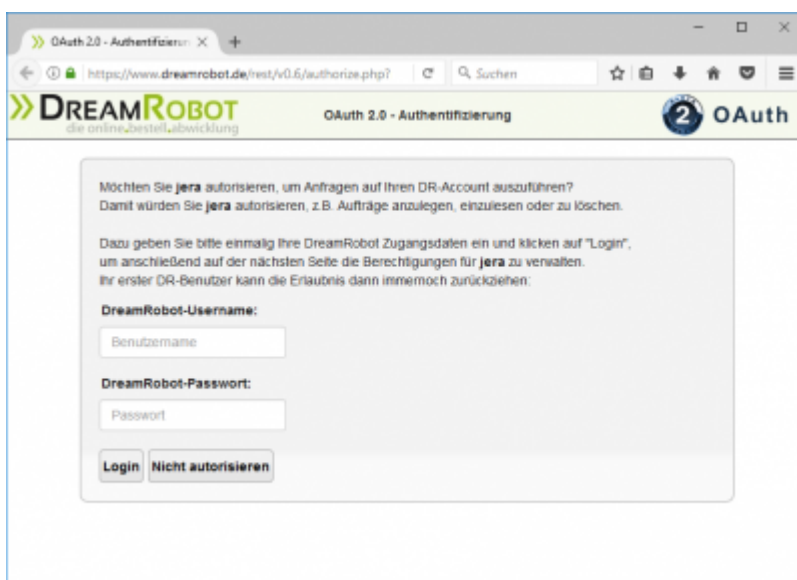 OAuth 2.0 - Authentifizierun
https://www.dreamrobot.de/rest/v0.6/authorize.php?
Suchen
DREAMROBOT
die online.bestell.abwicklung
OAuth 2.0 - Authentifizierung
2 OAuth
Möchten Sie jera autorisieren, um Anfragen auf Ihren DR-Account auszuführen?
Damit würden Sie jera autorisieren, z.B. Aufträge anzulegen, einzulesen oder zu löschen.
Dazu geben Sie bitte einmalig Ihre DreamRobot Zugangsdaten ein und klicken auf "Login",
um anschließend auf der nächsten Seite die Berechtigungen für jera zu verwalten.
Ihr erster DR-Benutzer kann die Erlaubnis dann immernoch zurückziehen:
DreamRobot-Username:
Benutzername
DreamRobot-Passwort:
Passwort
Login Nicht autorisieren